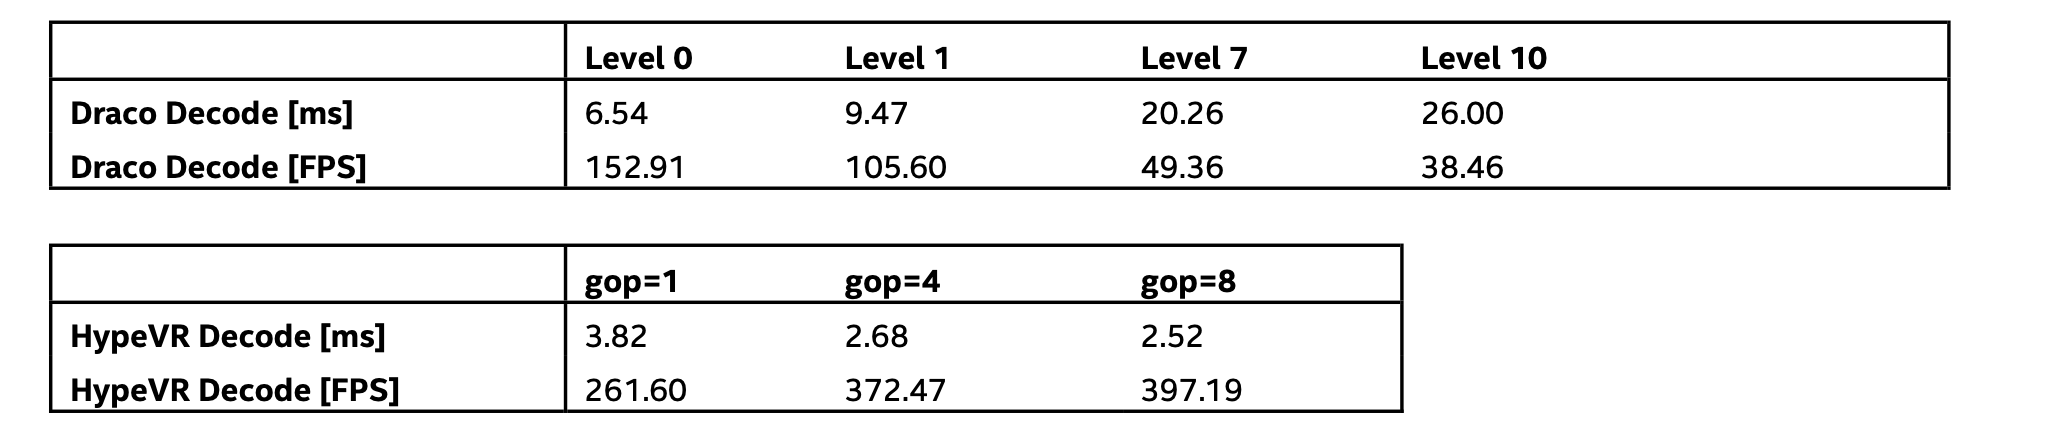 Level 0 Level 1 Level 7 Level 10
Draco Decode [ms] 6.54 9.47 20.26 26.00
Draco Decode [FPS] 152.91 105.60 49.36 38.46
gop=1 gop=4 gop=8
HypeVR Decode [ms] 3.82 2.68 2.52
HypeVR Decode [FPS] 261.60 372.47 397.19